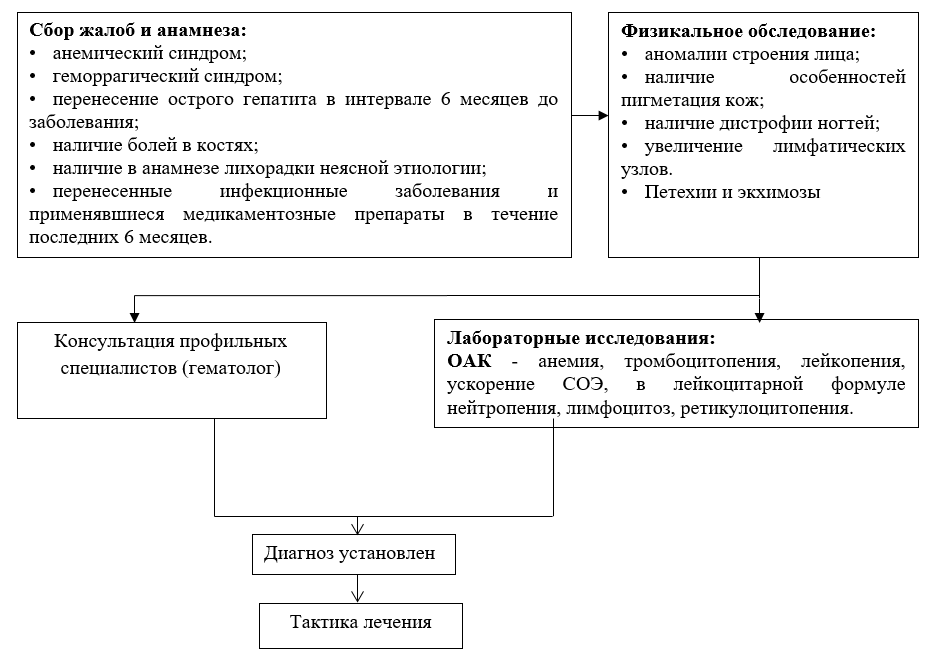 Сбор жалоб и анамнеза:
• анемический синдром;
• геморрагический синдром;
• перенесение острого гепатита в интервале 6 месяцев до
заболевания;
• наличие болей в костях;
• наличие в анамнезе лихорадки неясной этиологии;
• перенесенные инфекционные заболевания и
применявшиеся медикаментозные препараты в течение
последних 6 месяцев.
Физикальное обследование:
• аномалии строения лица;
• наличие особенностей
пигметация кож;
• наличие дистрофии ногтей;
• увеличение лимфатических
узлов.
• Петехии и экхимозы
Консультация профильных
специалистов (гематолог)
Лабораторные исследования:
ОАК - анемия, тромбоцитопения, лейкопения,
ускорение СОЭ, в лейкоцитарной формуле
нейтропения, лимфоцитоз, ретикулоцитопения.
Диагноз установлен
Тактика лечения